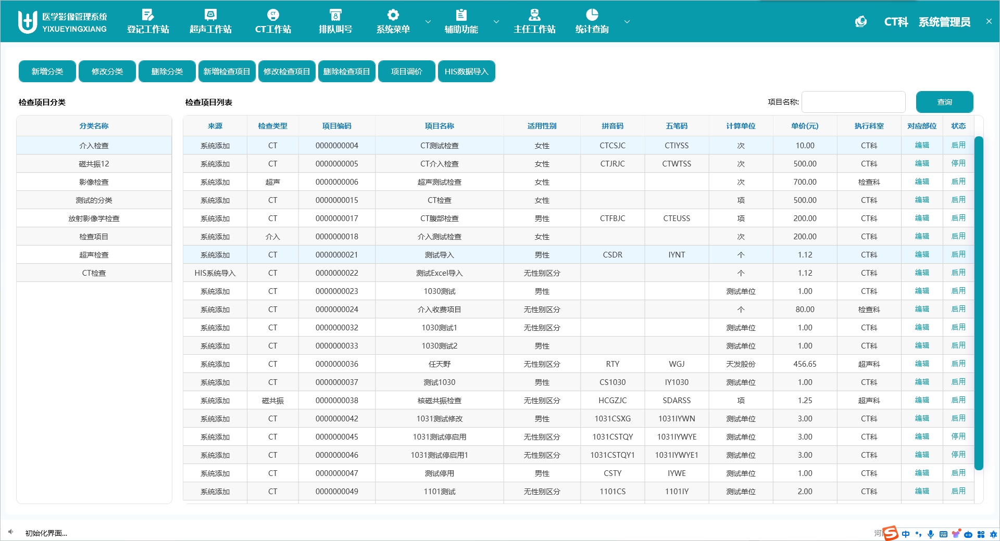 医学影像管理系统
YIXUEYINGXIANG
登记工作站
超声工作站
CT
CT工作站
排队叫号
系统菜单
辅助功能
主任工作站
统计查询
CT科 系统管理员
新增分类 修改分类 删除分类 新增检查项目 修改检查项目 删除检查项目 项目调价 HIS数据导入
检查项目分类
检查项目列表
项目名称:
查询
分类名称
介入检查
磁共振12
影像检查
测试的分类
放射影像学检查
检查项目
超声检查
CT检查
来源 检查类型 项目编码 项目名称 适用性别 拼音码 五笔码 计算单位 单价(元) 执行科室 对应部位 状态
系统添加 CT 0000000004 CT测试检查 女性 CTCSJC CTIYSS 次 10.00 CT科 编辑 启用
系统添加 CT 0000000005 CT介入检查 女性 CTJRJC CTWTSS 次 500.00 CT科 编辑 停用
系统添加 超声 0000000006 超声测试检查 女性 次 700.00 检查科 编辑 启用
系统添加 CT 0000000015 CT检查 女性 项 500.00 CT科 编辑 启用
系统添加 CT 0000000017 CT腹部检查 男性 CTFBJC CTEUSS 项 200.00 CT科 编辑 启用
系统添加 介入 0000000018 介入测试检查 女性 次 200.00 CT科 编辑 启用
系统添加 CT 0000000021 测试导入 男性 CSDR IYNT 个 1.12 CT科 编辑 启用
HIS系统导入 CT 0000000022 测试Excel导入 无性别区分 个 1.12 CT科 编辑 启用
系统添加 CT 0000000023 1030测试 男性 测试单位 1.00 CT科 编辑 启用
系统添加 CT 0000000024 介入收费项目 无性别区分 个 80.00 检查科 编辑 启用
系统添加 CT 0000000032 1030测试1 无性别区分 测试单位 1.00 CT科 编辑 启用
系统添加 CT 0000000033 1030测试2 男性 测试单位 1.00 CT科 编辑 启用
系统添加 CT 0000000036 任天野 无性别区分 RTY WGJ 天发股份 456.65 超声科 编辑 启用
系统添加 CT 0000000037 测试1030 男性 CS1030 IY1030 测试单位 1.00 CT科 编辑 启用
系统添加 磁共振 0000000038 核磁共振检查 无性别区分 HCGZJC SDARSS 项 1.25 超声科 编辑 启用
系统添加 CT 0000000042 1031测试修改 男性 1031CSXG 1031IYWN 测试单位 3.00 CT科 编辑 启用
系统添加 CT 0000000045 1031测试停启用 无性别区分 1031CSTQY 1031IYWYE 测试单位 3.00 CT科 编辑 停用
系统添加 CT 0000000046 1031测试停启用1 无性别区分 1031CSTQY1 1031IYWYE1 测试单位 3.00 CT科 编辑 停用
系统添加 CT 0000000047 测试停用 男性 CSTY IYWE 测试单位 1.00 CT科 编辑 启用
系统添加 CT 0000000049 1101测试 无性别区分 1101CS 1101IY 测试单位 2.00 CT科 编辑 启用
初始化界面...
河 中